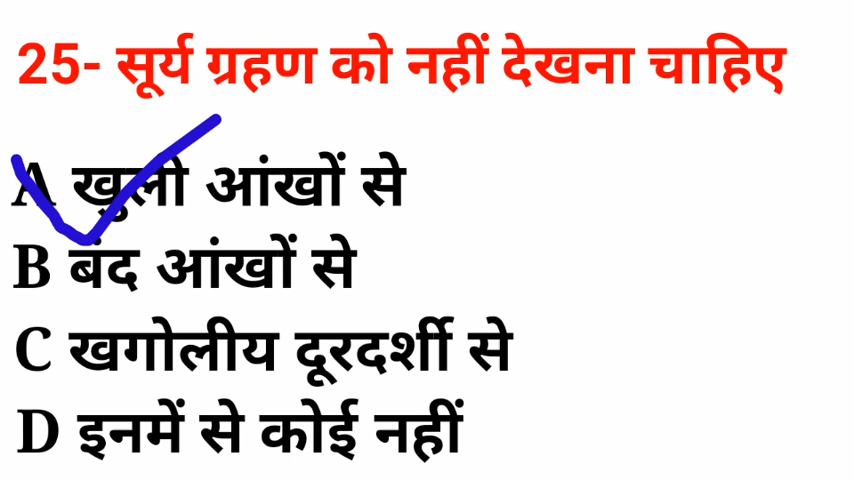 25- सूर्य ग्रहण को नहीं देखना चाहिए
A खुली आंखों से
B बंद आंखों से
C खगोलीय दूरदर्शी से
D इनमें से कोई नहीं